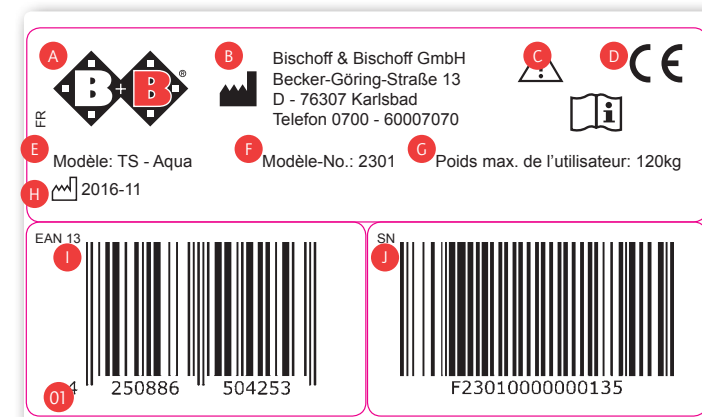 A
B+B®
B
Bischoff & Bischoff GmbH
Becker-Göring-Straße 13
D - 76307 Karlsbad
Telefon 0700 - 60007070
C
D
CE
FR
E
Modèle: TS - Aqua
F
Modèle-No.: 2301
G
Poids max. de l'utilisateur: 120kg
H
2016-11
EAN 13
I
4 250886 504253
01
SN
J
F23010000000135